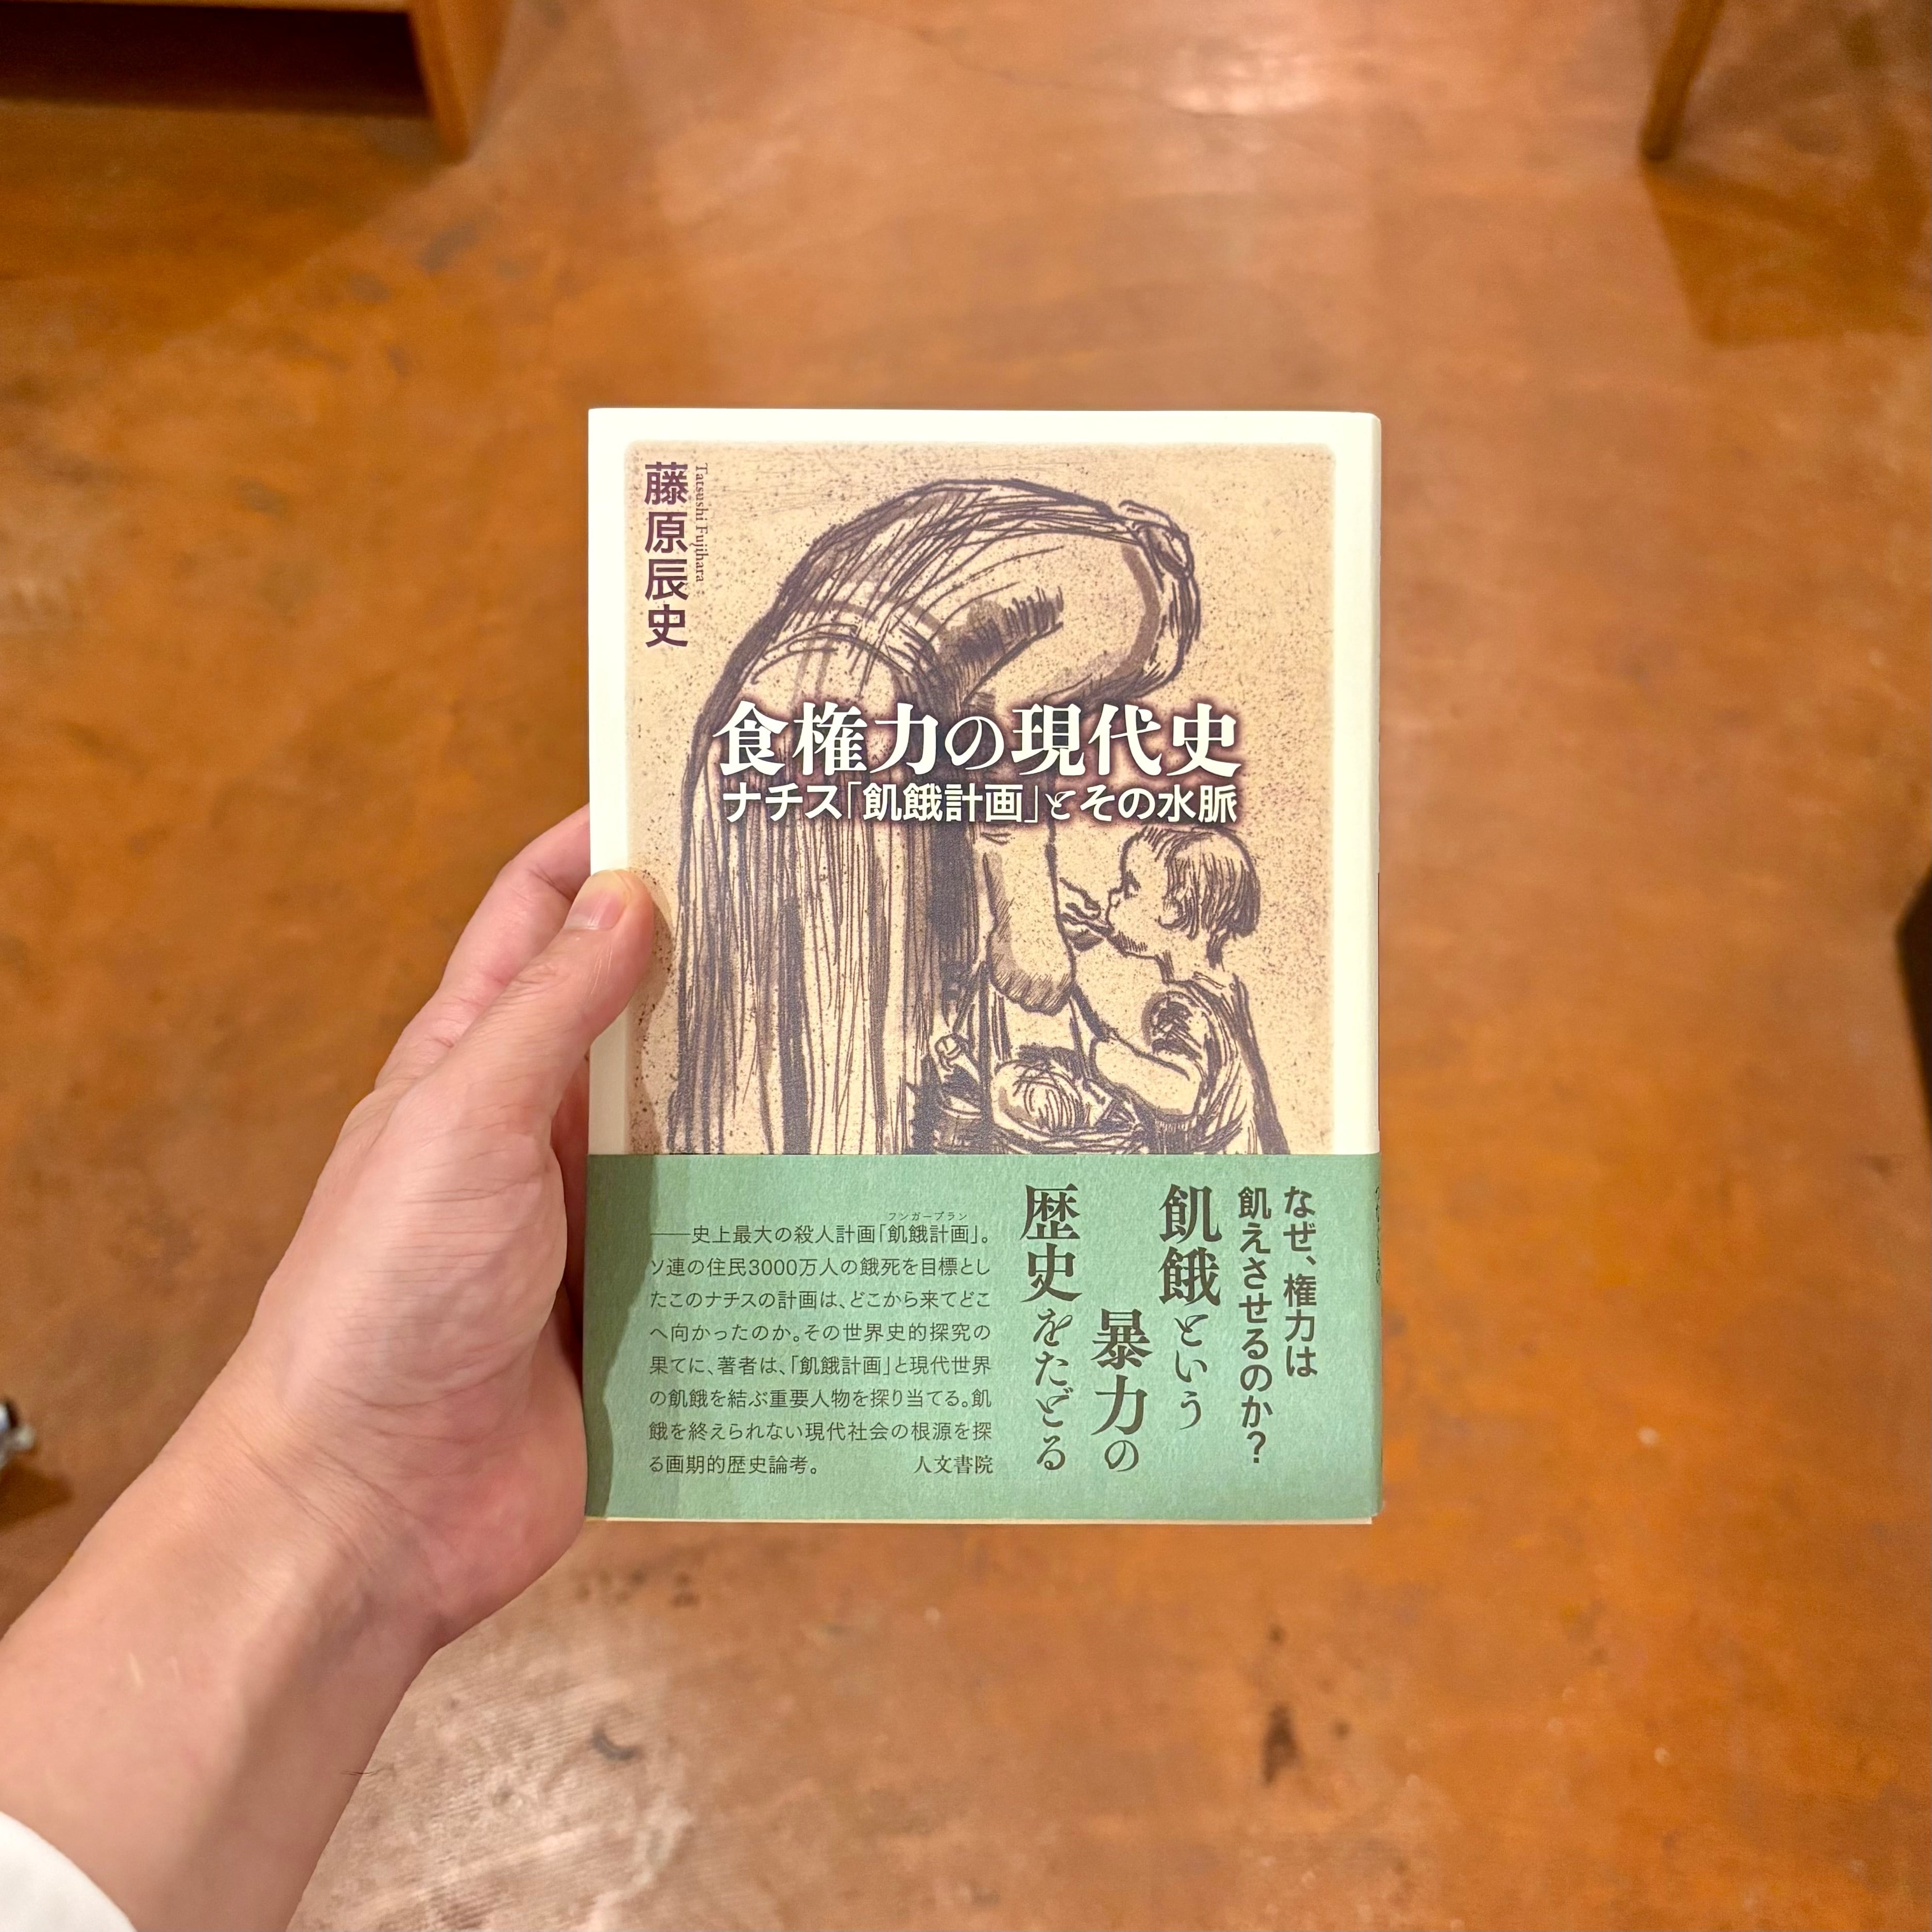 藤原辰史
Tatsushi Fujihara
食権力の現代史
ナチス「飢餓計画」とその水脈
なぜ、権力は
飢えさせるのか?
飢餓という
暴力の
歴史をたどる
フンガープラン
――史上最大の殺人計画「飢餓計画」。
ソ連の住民3000万人の餓死を目標とし
たこのナチスの計画は、どこから来てどこ
へ向かったのか。その世界史的探究の
果てに、著者は、「飢餓計画」と現代世界
の飢餓を結ぶ重要人物を探り当てる。飢
餓を終えられない現代社会の根源を探
る画期的歴史論考。
人文書院